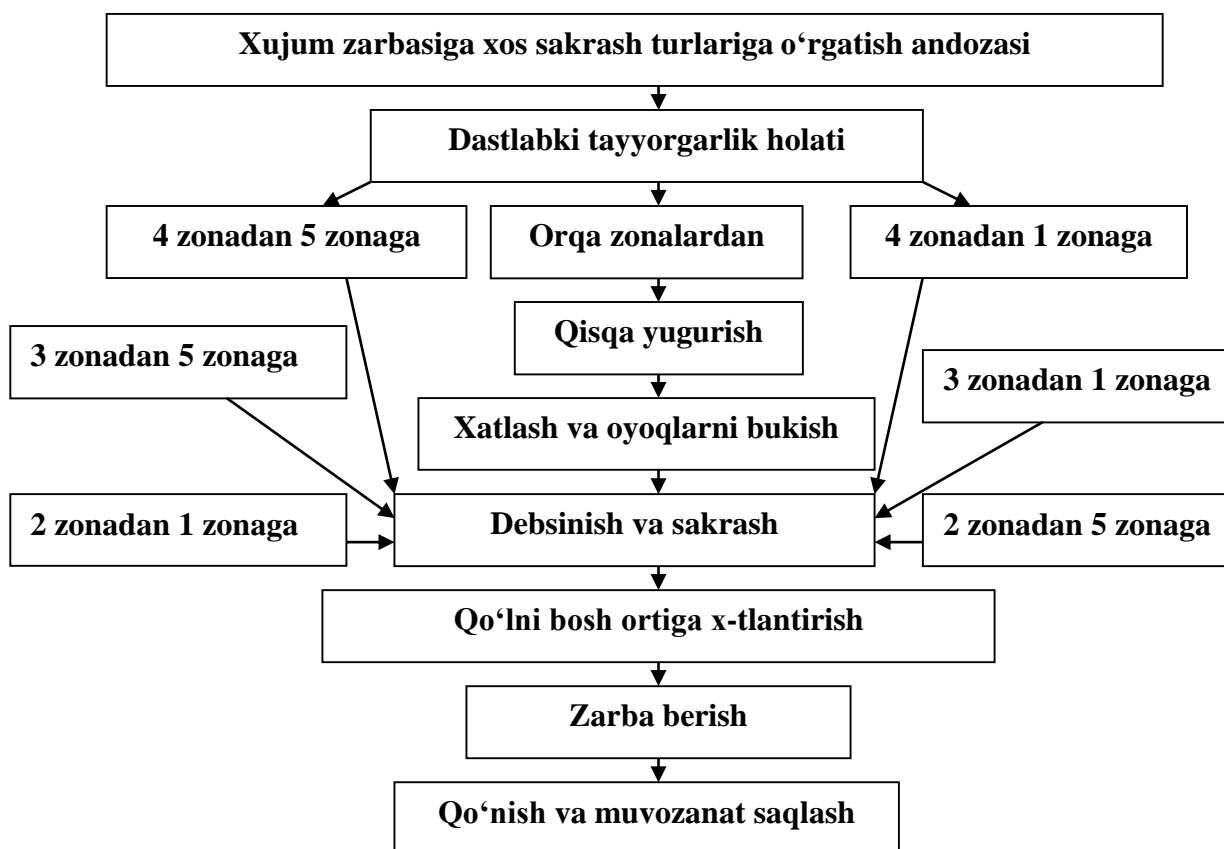 Xujum zarbasiga xos sakrash turlariga o‘rgatish andozasi
Dastlabki tayyorgarlik holati
4 zonadan 5 zonaga
Orqa zonalardan
4 zonadan 1 zonaga
Qisqa yugurish
3 zonadan 5 zonaga
3 zonadan 1 zonaga
Xatlash va oyoqlarni bukish
2 zonadan 1 zonaga
Debsinish va sakrash
2 zonadan 5 zonaga
Qo‘lni bosh ortiga x-tlantirish
Zarba berish
Qo‘nish va muvozanat saqlash